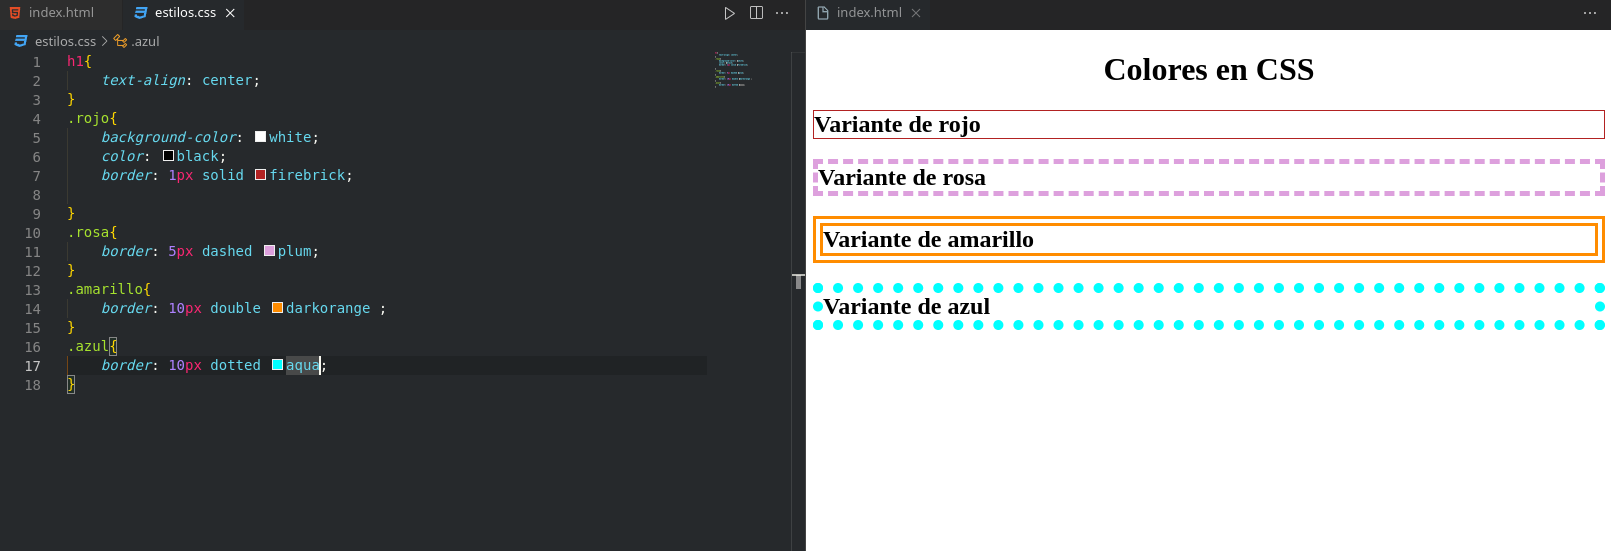 index.html
estilos.css
index.html
estilos.css > .azul
1 h1{
2     text-align: center;
3 }
4 .rojo{
5     background-color: white;
6     color: black;
7     border: 1px solid firebrick;
8
9 }
10 .rosa{
11     border: 5px dashed plum;
12 }
13 .amarillo{
14     border: 10px double darkorange ;
15 }
16 .azul{
17     border: 10px dotted aqua;
18 }
Colores en CSS
Variante de rojo
Variante de rosa
Variante de amarillo
Variante de azul